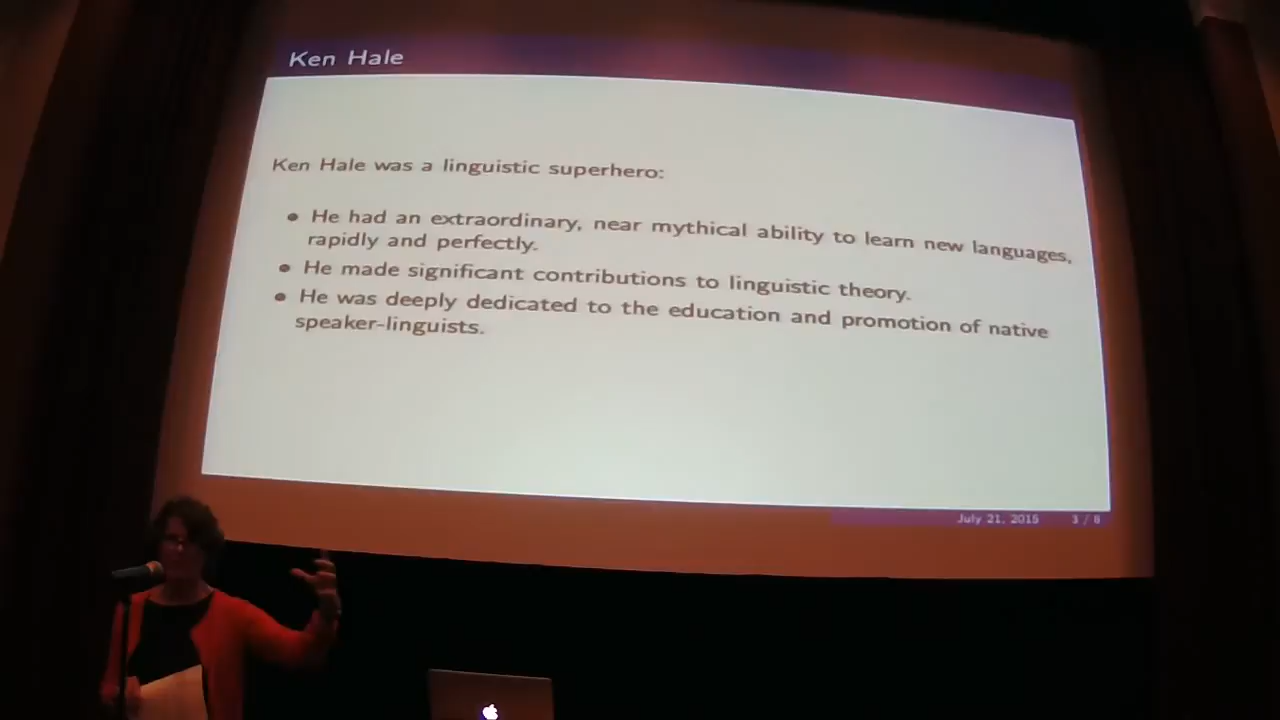 Ken Hale
Ken Hale was a linguistic superhero:
• He had an extraordinary, near mythical ability to learn new languages,
rapidly and perfectly.
• He made significant contributions to linguistic theory.
• He was deeply dedicated to the education and promotion of native
speaker-linguists.
July 21, 2015 3 / 8